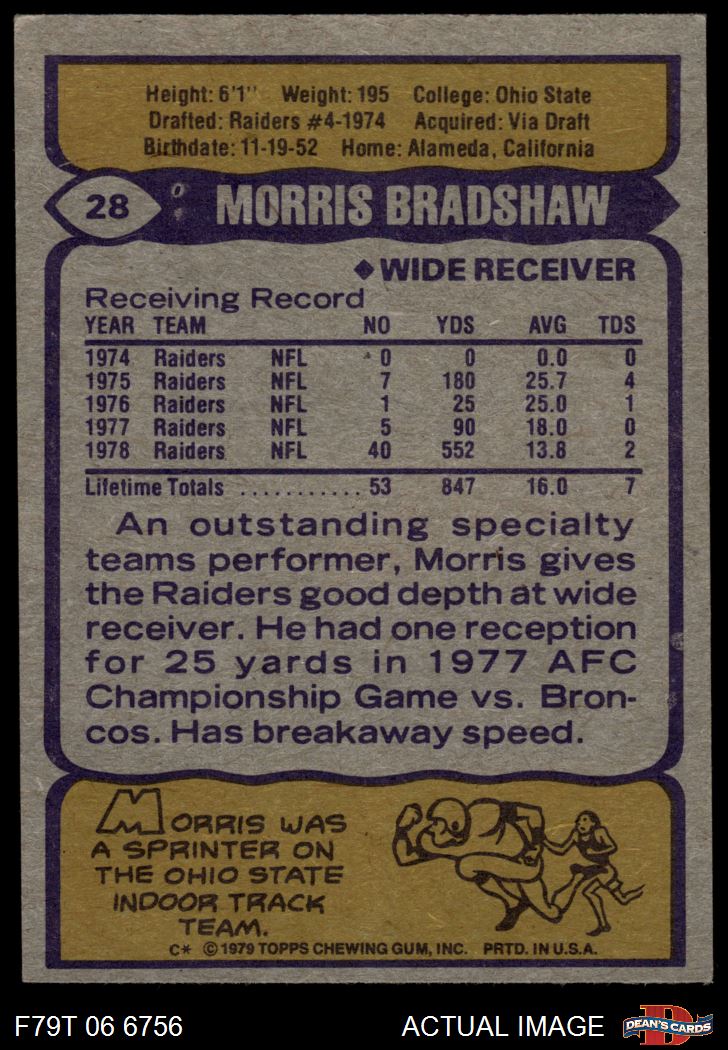 Height: 6'1" Weight: 195 College: Ohio State
Drafted: Raiders #4-1974 Acquired: Via Draft
Birthdate: 11-19-52 Home: Alameda, California
28 MORRIS BRADSHAW
◆WIDE RECEIVER
Receiving Record
YEAR TEAM NO YDS AVG TDS
1974 Raiders NFL 0 0 0.0 0
1975 Raiders NFL 7 180 25.7 4
1976 Raiders NFL 1 25 25.0 1
1977 Raiders NFL 5 90 18.0 0
1978 Raiders NFL 40 552 13.8 2
Lifetime Totals ........... 53 847 16.0 7
An outstanding specialty
teams performer, Morris gives
the Raiders good depth at wide
receiver. He had one reception
for 25 yards in 1977 AFC
Championship Game vs. Bron-
cos. Has breakaway speed.
MORRIS WAS
A SPRINTER ON
THE OHIO STATE
INDOOR TRACK
TEAM.
C* © 1979 TOPPS CHEWING GUM, INC. PRTD. IN U.S.A.
F79T 06 6756 ACTUAL IMAGE D DEAN'S CARDS